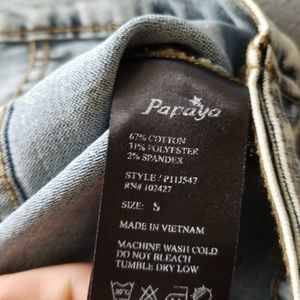 Papaya
67% COTTON
31% POLYESTER
2% SPANDEX
STYLE / P11J547
RN# 102427
SIZE: S
MADE IN VIETNAM
MACHINE WASH COLD
DO NOT BLEACH
TUMBLE DRY LOW
30°C